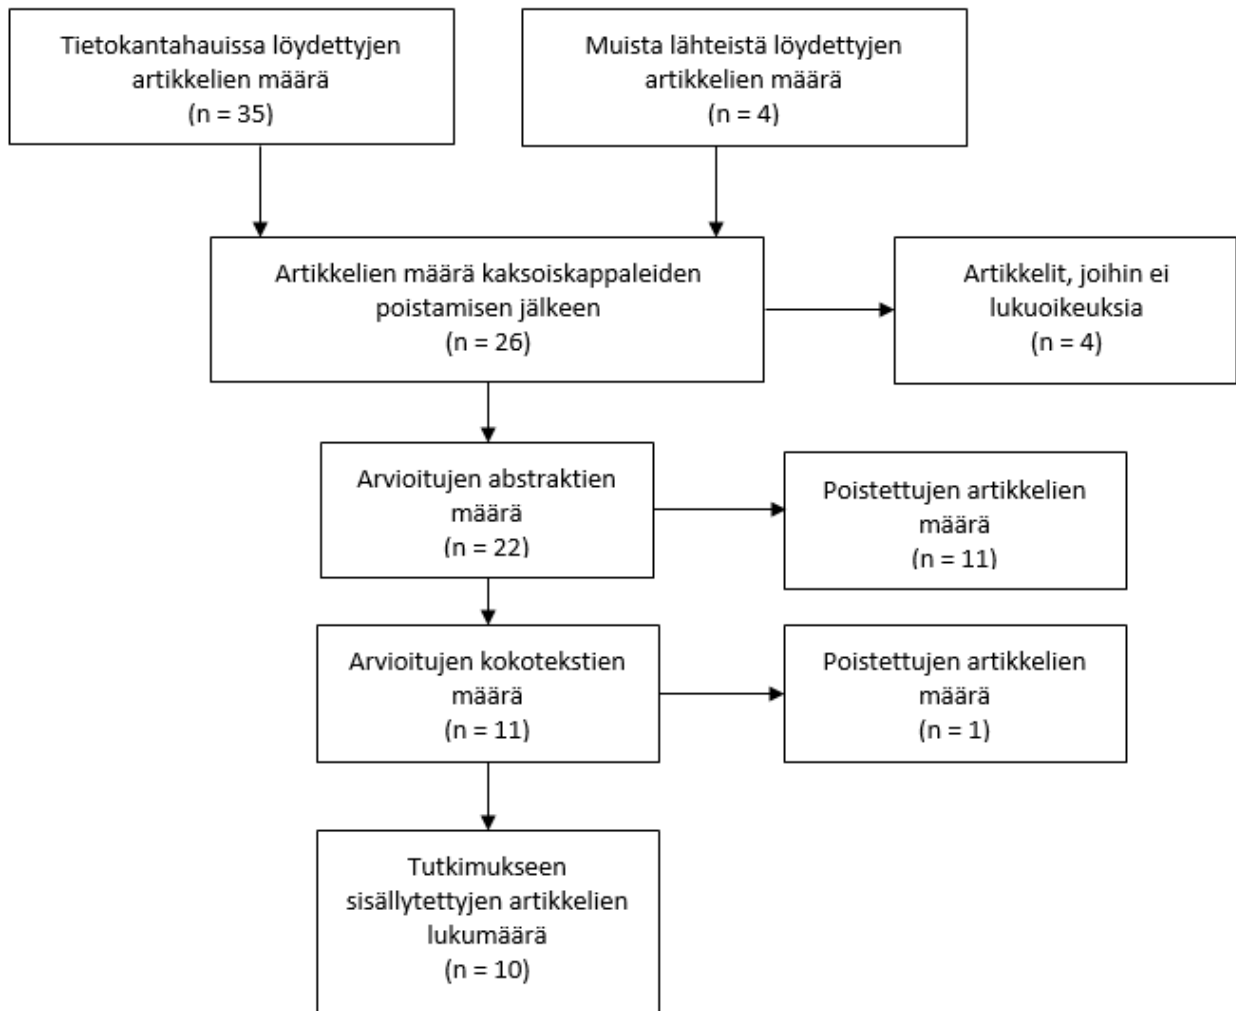 Tietokantahauissa löydettyjen
artikkelien määrä
(n = 35)
Muista lähteistä löydettyjen
artikkelien määrä
(n = 4)
Artikkelien määrä kaksoiskappaleiden
poistamisen jälkeen
(n = 26)
Artikkelit, joihin ei
lukuoikeuksia
(n = 4)
Arvioitujen abstraktien
määrä
(n = 22)
Poistettujen artikkelien
määrä
(n = 11)
Arvioitujen kokotekstien
määrä
(n = 11)
Poistettujen artikkelien
määrä
(n = 1)
Tutkimukseen
sisällytettyjen artikkelien
lukumäärä
(n = 10)